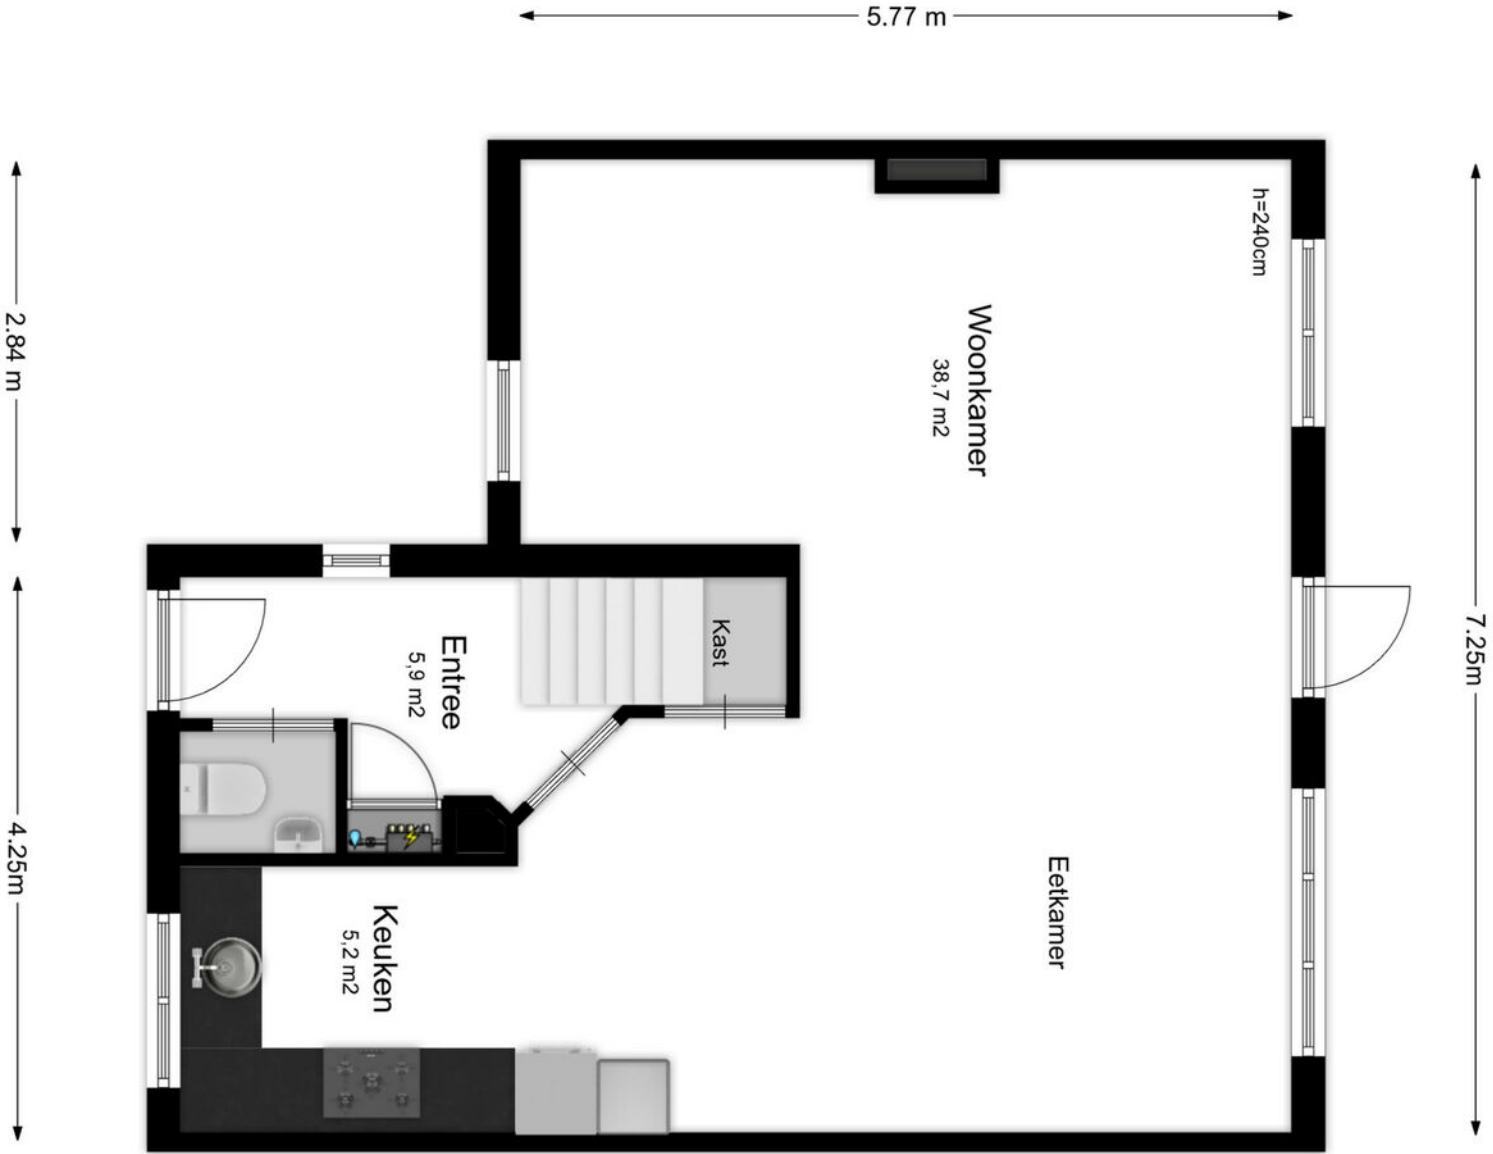 5.77 m
h=240cm
2.84 m
Woonkamer
38,7 m2
Kast
Entree
5,9 m2
7.25m
4.25m
Eetkamer
Keuken
5,2 m2